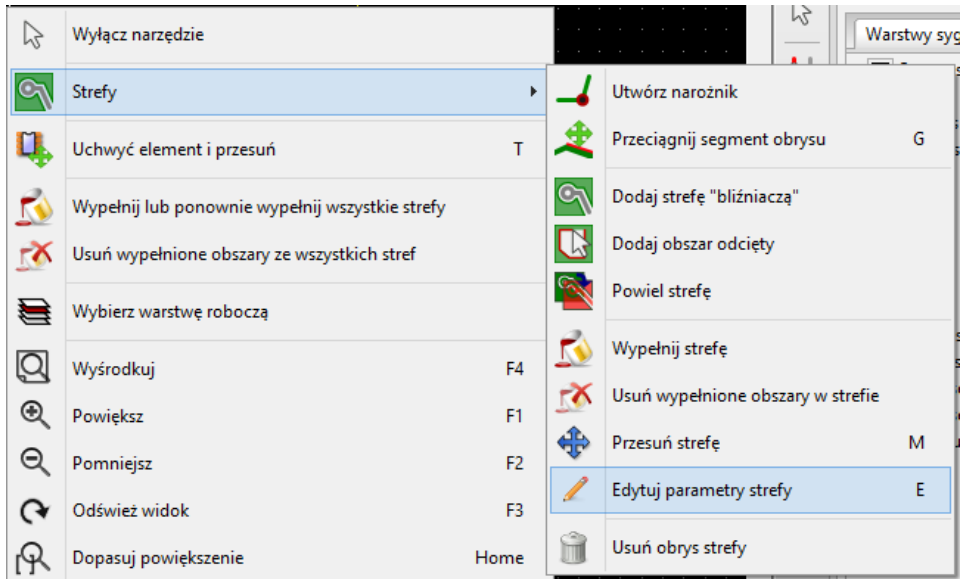 Wyłącz narzędzie
Strefy
Uchwyć element i przesuń T
Wypełnij lub ponownie wypełnij wszystkie strefy
Usuń wypełnione obszary ze wszystkich stref
Wybierz warstwę roboczą
Wyśrodkuj F4
Powiększ F1
Pomniejsz F2
Odśwież widok F3
Dopasuj powiększenie Home
Warstwy syg
Utwórz narożnik
Przeciągnij segment obrysu G
Dodaj strefę "bliźniaczą"
Dodaj obszar odcięty
Powiel strefę
Wypełnij strefę
Usuń wypełnione obszary w strefie
Przesuń strefę M
Edytuj parametry strefy E
Usuń obrys strefy